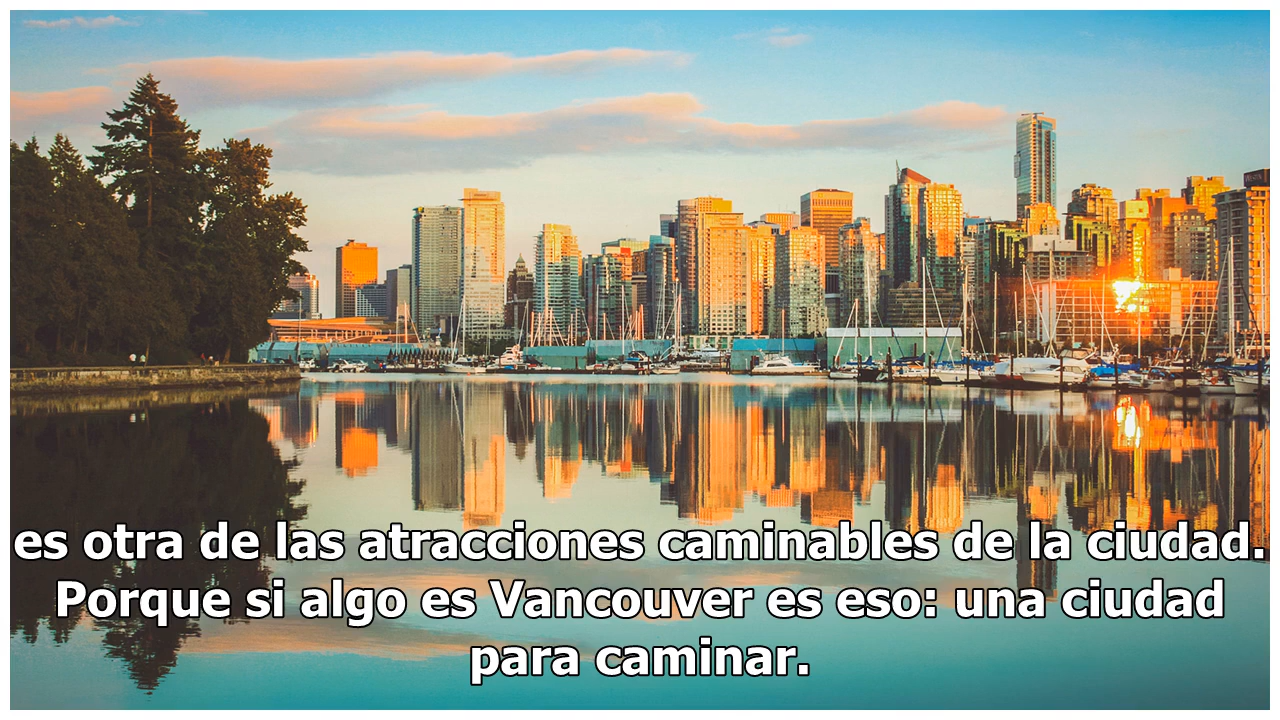 es otra de las atracciones caminables de la ciudad.
Porque si algo es Vancouver es eso: una ciudad
para caminar.